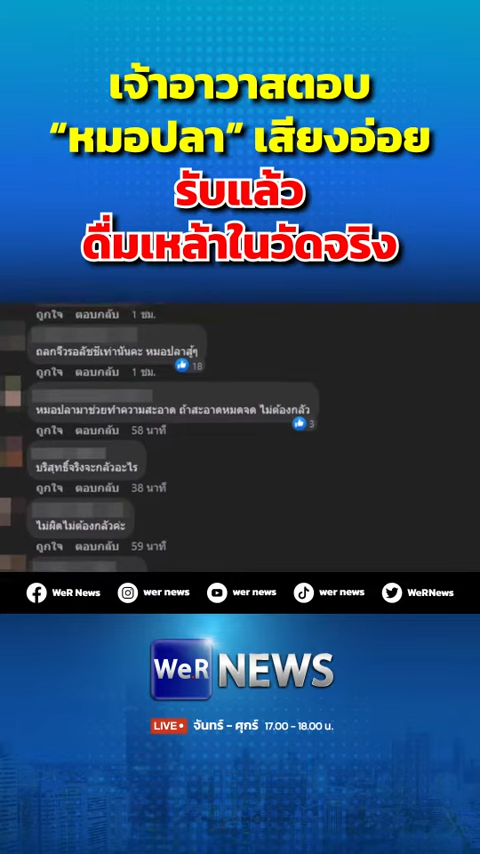 เจ้าอาวาสตอบ
“หมอปลา” เสียงอ่อย
รับแล้ว
ดื่มเหล้าในวัดจริง
ถูกใจ ตอบกลับ 1 ชม.
ถลกจีวรอลัชชีเท่านั้นคะ หมอปลาสู้ๆ
18
ถูกใจ ตอบกลับ 1 ชม.
หมอปลามาช่วยทำความสะอาด ถ้าสะอาดหมดจด ไม่ต้องกลัว
3
ถูกใจ ตอบกลับ 58 นาที
บริสุทธิ์จริงจะกลัวอะไร
ถูกใจ ตอบกลับ 38 นาที
ไม่ผิดไม่ต้องกลัวค่ะ
ถูกใจ ตอบกลับ 59 นาที
WeR News wer news wer news wer news WeRNews
WeR NEWS
LIVE จันทร์ - ศุกร์ 17.00 - 18.00 น.